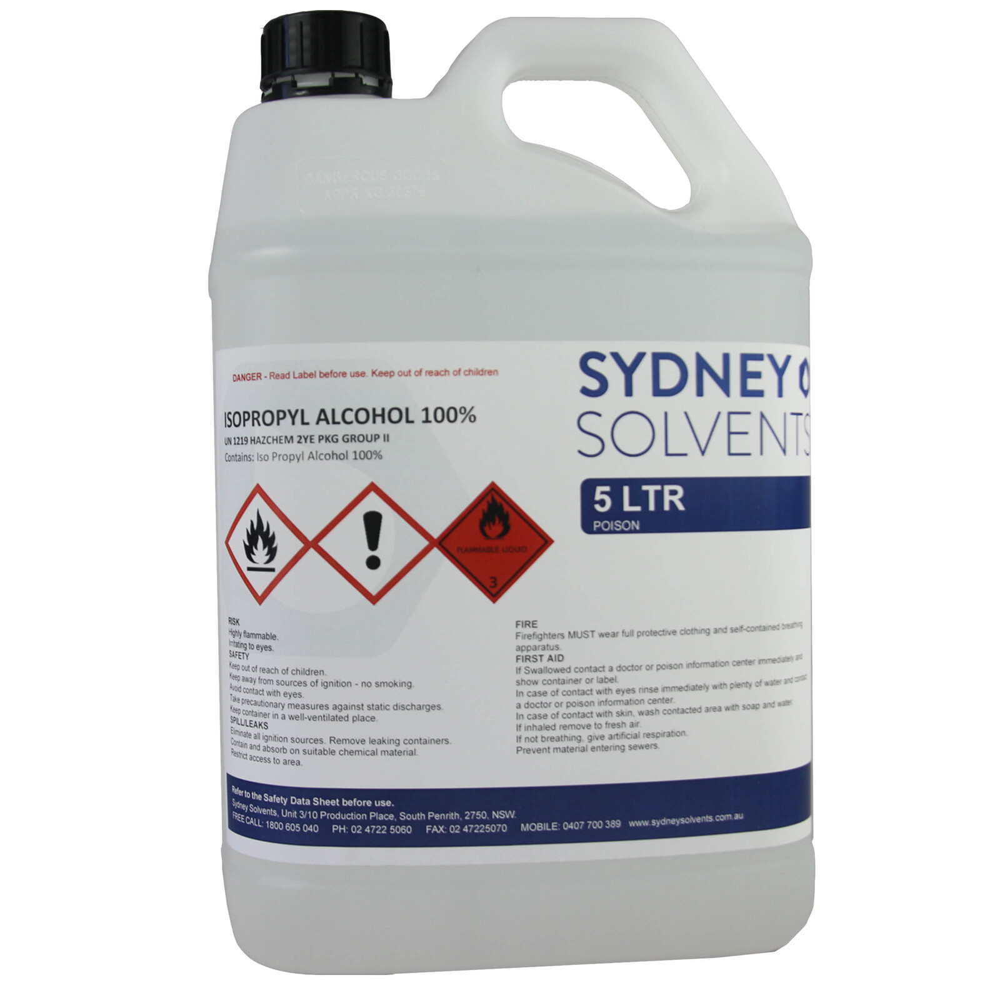 DANGEROUS GOODS
APPR NO
DANGER - Read Label before use. Keep out of reach of children
ISOPROPYL ALCOHOL 100%
UN 1219 HAZCHEM 2YE PKG GROUP II
Contains: Iso Propyl Alcohol 100%
SYDNEY
SOLVENTS
5 LTR
POISON
FLAMMABLE LIQUID
3
RISK
Highly flammable.
Irritating to eyes.
SAFETY
Keep out of reach of children.
Keep away from sources of ignition - no smoking.
Avoid contact with eyes.
Take precautionary measures against static discharges.
Keep container in a well-ventilated place.
SPILL/LEAKS
Eliminate all ignition sources. Remove leaking containers.
Contain and absorb on suitable chemical material.
Restrict access to area.
FIRE
Firefighters MUST wear full protective clothing and self-contained breathing
apparatus.
FIRST AID
If Swallowed contact a doctor or poison information center immediately and
show container or label.
In case of contact with eyes rinse immediately with plenty of water and contact
a doctor or poison information center.
In case of contact with skin, wash contacted area with soap and water.
If inhaled remove to fresh air.
If not breathing, give artificial respiration.
Prevent material entering sewers.
Refer to the Safety Data Sheet before use.
Sydney Solvents, Unit 3/10 Production Place, South Penrith, 2750, NSW.
FREE CALL: 1800 605 040 PH: 02 4722 5060 FAX: 02 47225070 MOBILE: 0407 700 389 www.sydneysolvents.com.au